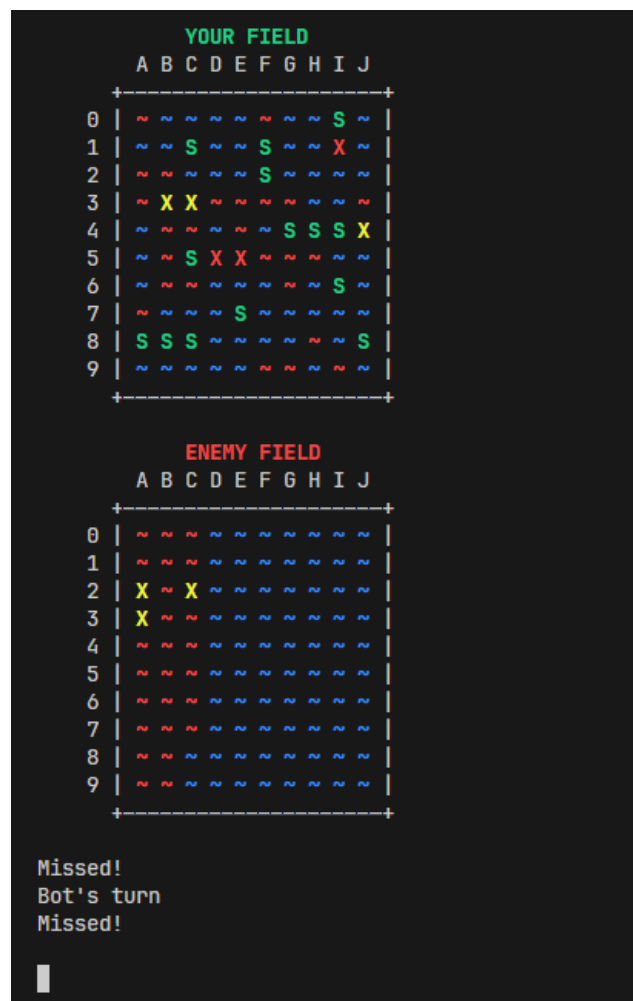 YOUR FIELD
A B C D E F G H I J
+---------------------+
0 | ~ ~ ~ ~ ~ ~ ~ ~ S ~ |
1 | ~ ~ S ~ ~ S ~ ~ X ~ |
2 | ~ ~ ~ ~ ~ S ~ ~ ~ ~ |
3 | ~ X X ~ ~ ~ ~ ~ ~ ~ |
4 | ~ ~ ~ ~ ~ ~ S S S X |
5 | ~ ~ S X X ~ ~ ~ ~ ~ |
6 | ~ ~ ~ ~ ~ ~ ~ ~ S ~ |
7 | ~ ~ ~ ~ S ~ ~ ~ ~ ~ |
8 | S S S ~ ~ ~ ~ ~ ~ S |
9 | ~ ~ ~ ~ ~ ~ ~ ~ ~ ~ |
+---------------------+
ENEMY FIELD
A B C D E F G H I J
+---------------------+
0 | ~ ~ ~ ~ ~ ~ ~ ~ ~ ~ |
1 | ~ ~ ~ ~ ~ ~ ~ ~ ~ ~ |
2 | X ~ X ~ ~ ~ ~ ~ ~ ~ |
3 | X ~ ~ ~ ~ ~ ~ ~ ~ ~ |
4 | ~ ~ ~ ~ ~ ~ ~ ~ ~ ~ |
5 | ~ ~ ~ ~ ~ ~ ~ ~ ~ ~ |
6 | ~ ~ ~ ~ ~ ~ ~ ~ ~ ~ |
7 | ~ ~ ~ ~ ~ ~ ~ ~ ~ ~ |
8 | ~ ~ ~ ~ ~ ~ ~ ~ ~ ~ |
9 | ~ ~ ~ ~ ~ ~ ~ ~ ~ ~ |
+---------------------+
Missed!
Bot's turn
Missed!